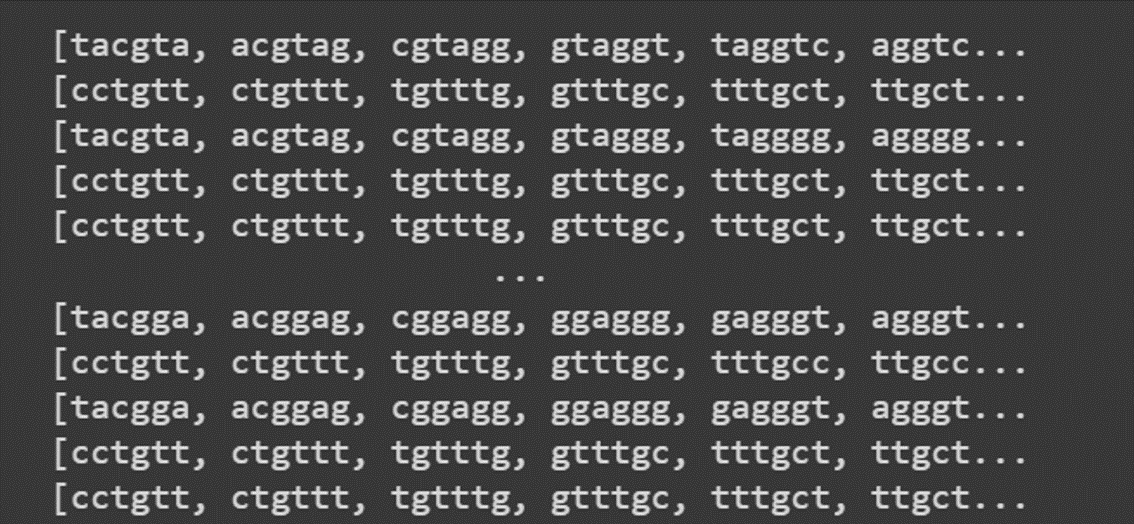 [tacgta, acgtag, cgtagg, gtaggt, taggtc, aggtc...
[cctgtt, ctgttt, tgtttg, gtttgc, tttgct, ttgct...
[tacgta, acgtag, cgtagg, gtaggg, tagggg, agggg...
[cctgtt, ctgttt, tgtttg, gtttgc, tttgct, ttgct...
[cctgtt, ctgttt, tgtttg, gtttgc, tttgct, ttgct...
...
[tacgga, acggag, cggagg, ggaggg, gagggt, agggt...
[cctgtt, ctgttt, tgtttg, gtttgc, tttgcc, ttgcc...
[tacgga, acggag, cggagg, ggaggg, gagggt, agggt...
[cctgtt, ctgttt, tgtttg, gtttgc, tttgct, ttgct...
[cctgtt, ctgttt, tgtttg, gtttgc, tttgct, ttgct...